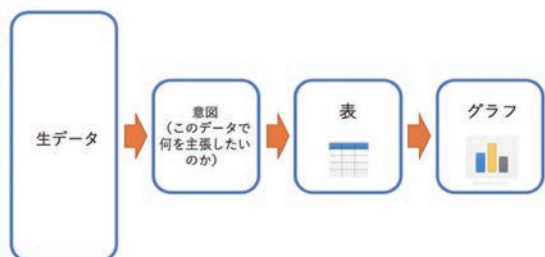 生データ
意図
（このデータで
何を主張したい
のか）
表
グラフ